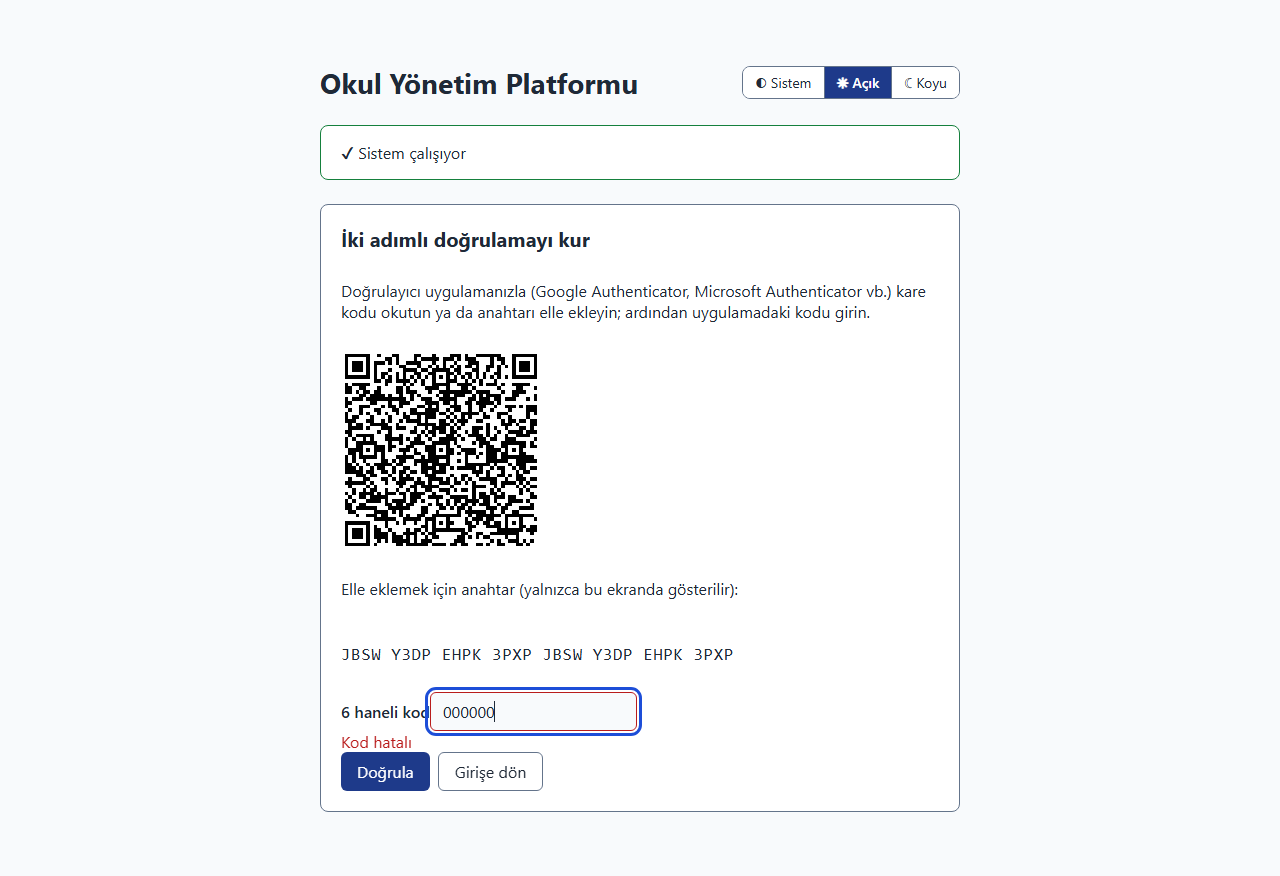 Okul Yönetim Platformu
◐ Sistem
✱ Açık
☾ Koyu
✓ Sistem çalışıyor
İki adımlı doğrulamayı kur
Doğrulayıcı uygulamanızla (Google Authenticator, Microsoft Authenticator vb.) kare
kodu okutun ya da anahtarı elle ekleyin; ardından uygulamadaki kodu girin.
Elle eklemek için anahtar (yalnızca bu ekranda gösterilir):
JBSW Y3DP EHPK 3PXP JBSW Y3DP EHPK 3PXP
6 haneli kod
000000
Kod hatalı
Doğrula
Girişe dön